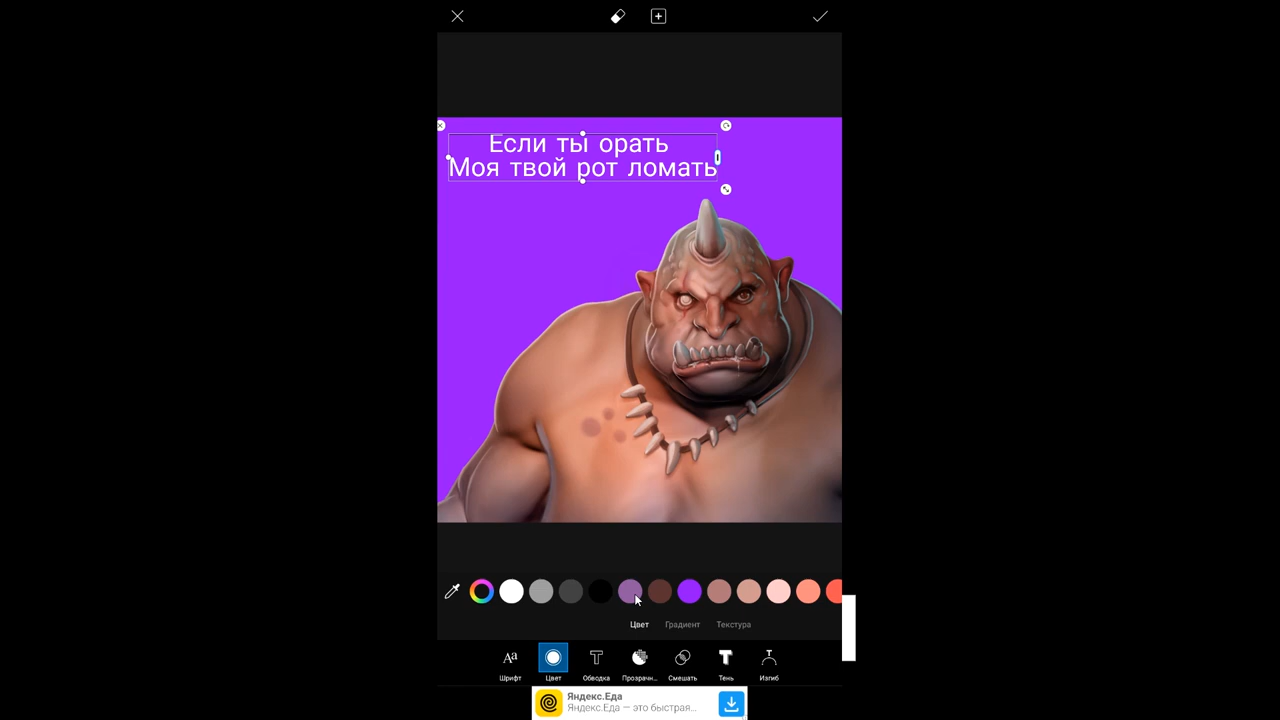 Если ты орать
Моя твой рот ломать
Цвет Градиент Текстура
Aa T T T
Шрифт Цвет Обводка Прозрачн... Смешать Тень Изгиб
Яндекс.Еда
Яндекс.Еда — это быстрая...